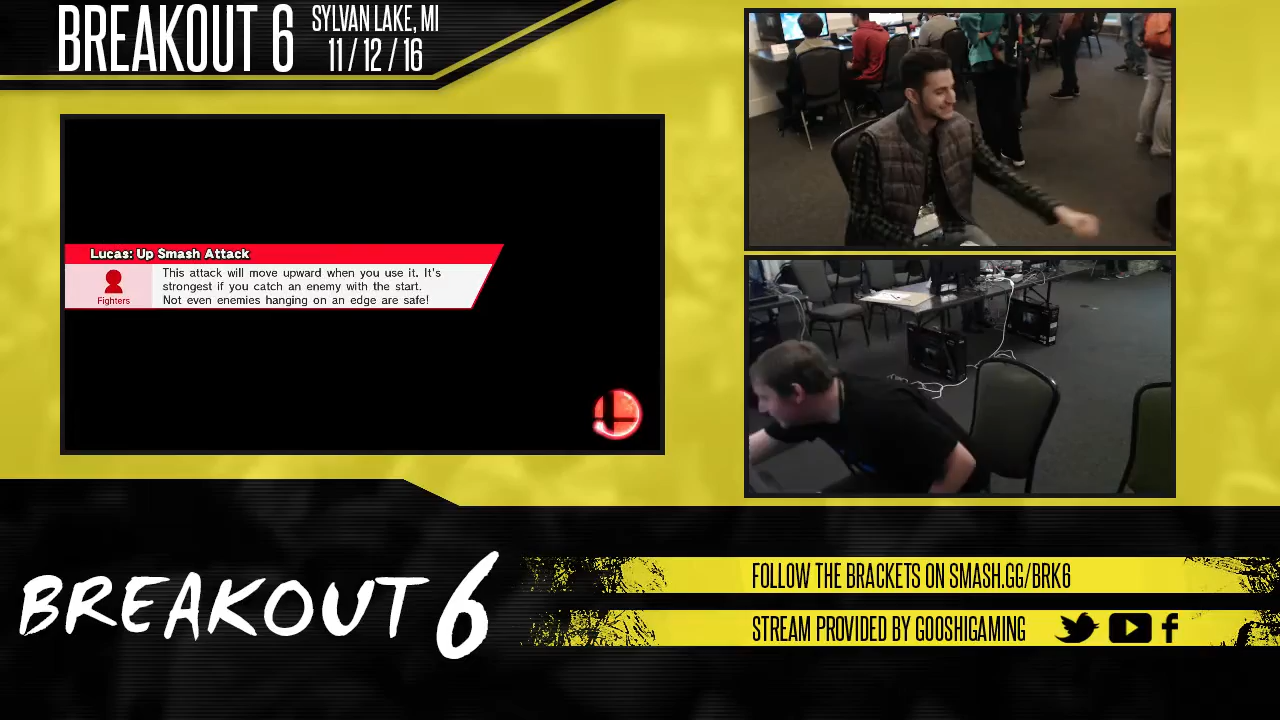 BREAKOUT 6
SYLVAN LAKE, MI
11 / 12 / 16
Lucas: Up Smash Attack
Fighters
This attack will move upward when you use it. It's
strongest if you catch an enemy with the start.
Not even enemies hanging on an edge are safe!
BREAKOUT 6
FOLLOW THE BRACKETS ON SMASH.GG/BRK6
STREAM PROVIDED BY GOOSHIGAMING